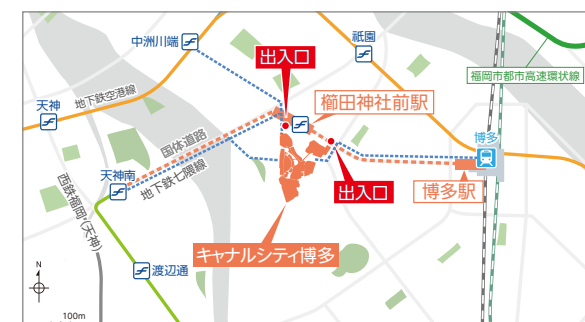 中洲川端
祇園
出入口
福岡市都市高速環状線
地下鉄空港線
天神
櫛田神社前駅
国体道路
博多
天神南
地下鉄七隈線
出入口
博多駅
西鉄福岡(天神)
キャナルシティ博多
渡辺通
N
100m